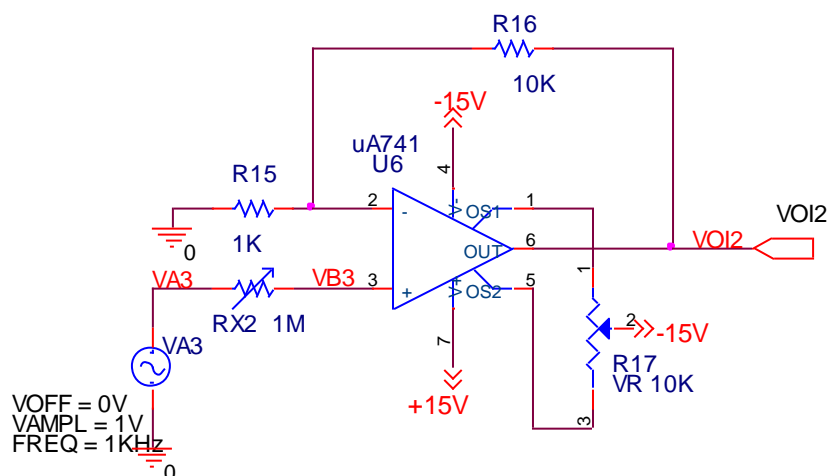 R16
10K
-15V
uA741
U6
4
R15
2
-
V-
OS1
1
VOI2
0
1K
OUT
6
VOI2
VA3
VB3
3
+
V+
OS2
5
1
RX2
1M
2
-15V
VA3
7
R17
VR 10K
+15V
3
VOFF = 0V
VAMPL = 1V
FREQ = 1KHz
0